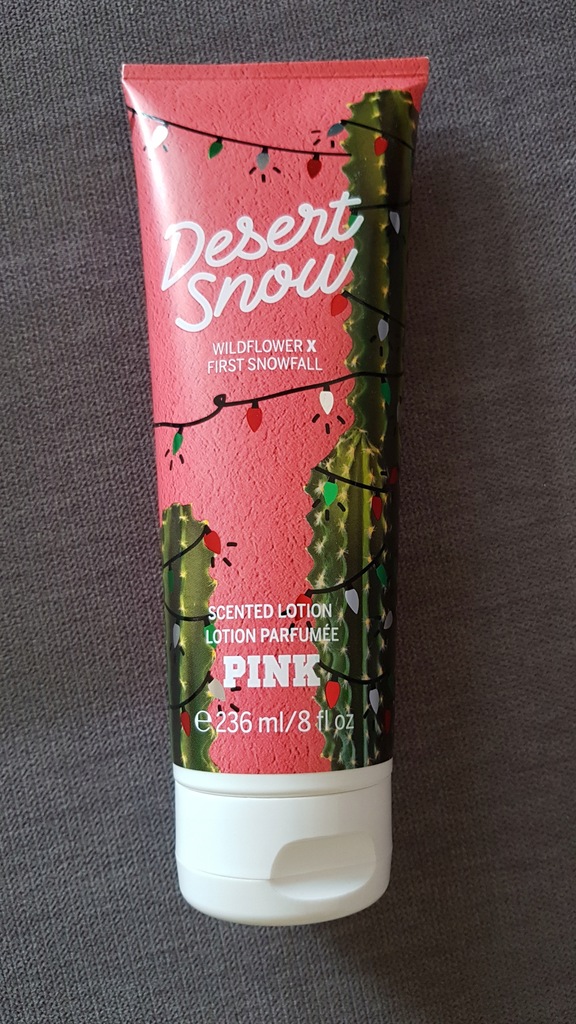 Desert
Snow
WILDFLOWER X
FIRST SNOWFALL
SCENTED LOTION
LOTION PARFUMÉE
PINK
℮ 236 ml/8 fl oz